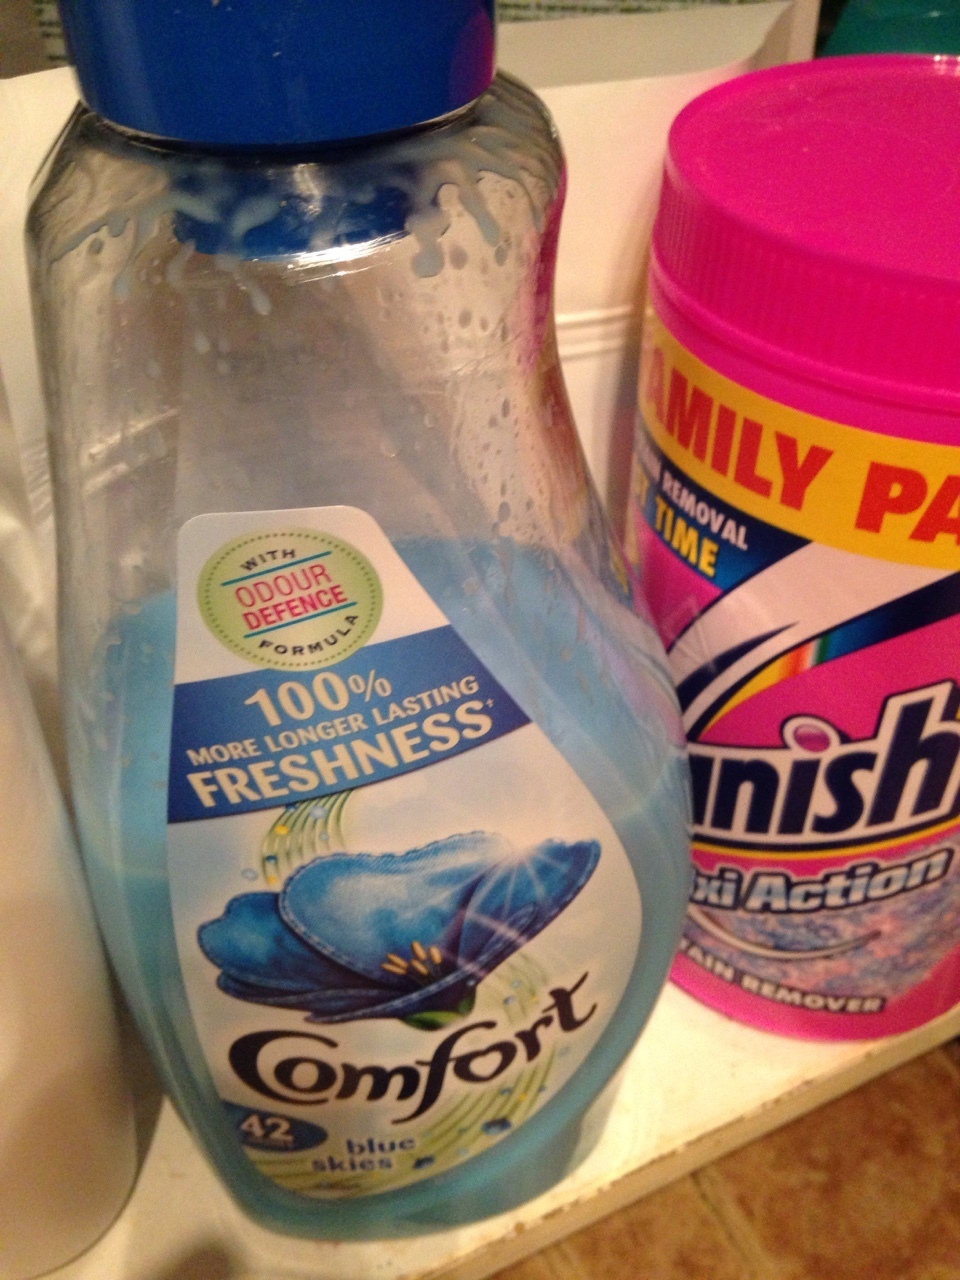 WITH
ODOUR
DEFENCE
FORMULA
100%
MORE LONGER LASTING
FRESHNESS
Comfort
42
blue
skies
AMILY PA
REMOVAL
TIME
anish
xi Action
AIN REMOVER